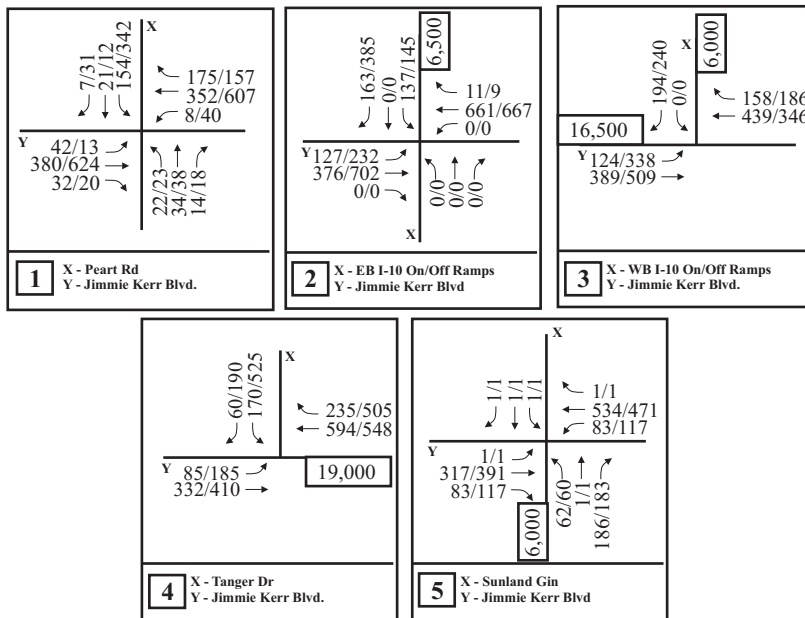 X
7/31
21/12
154/342
175/157
352/607
8/40
Y
42/13
380/624
32/20
22/23
34/38
14/18
1
X - Peart Rd
Y - Jimmie Kerr Blvd.
6,500
163/385
0/0
137/145
11/9
661/667
0/0
Y
127/232
376/702
0/0
0/0
0/0
0/0
X
2
X - EB I-10 On/Off Ramps
Y - Jimmie Kerr Blvd
X
6,000
194/240
0/0
158/186
439/346
16,500
Y
124/338
389/509
3
X - WB I-10 On/Off Ramps
Y - Jimmie Kerr Blvd.
X
60/190
170/525
235/505
594/548
Y
85/185
332/410
19,000
4
X - Tanger Dr
Y - Jimmie Kerr Blvd.
X
1/1
1/1
1/1
1/1
534/471
83/117
Y
1/1
317/391
83/117
6,000
62/60
1/1
186/183
5
X - Sunland Gin
Y - Jimmie Kerr Blvd